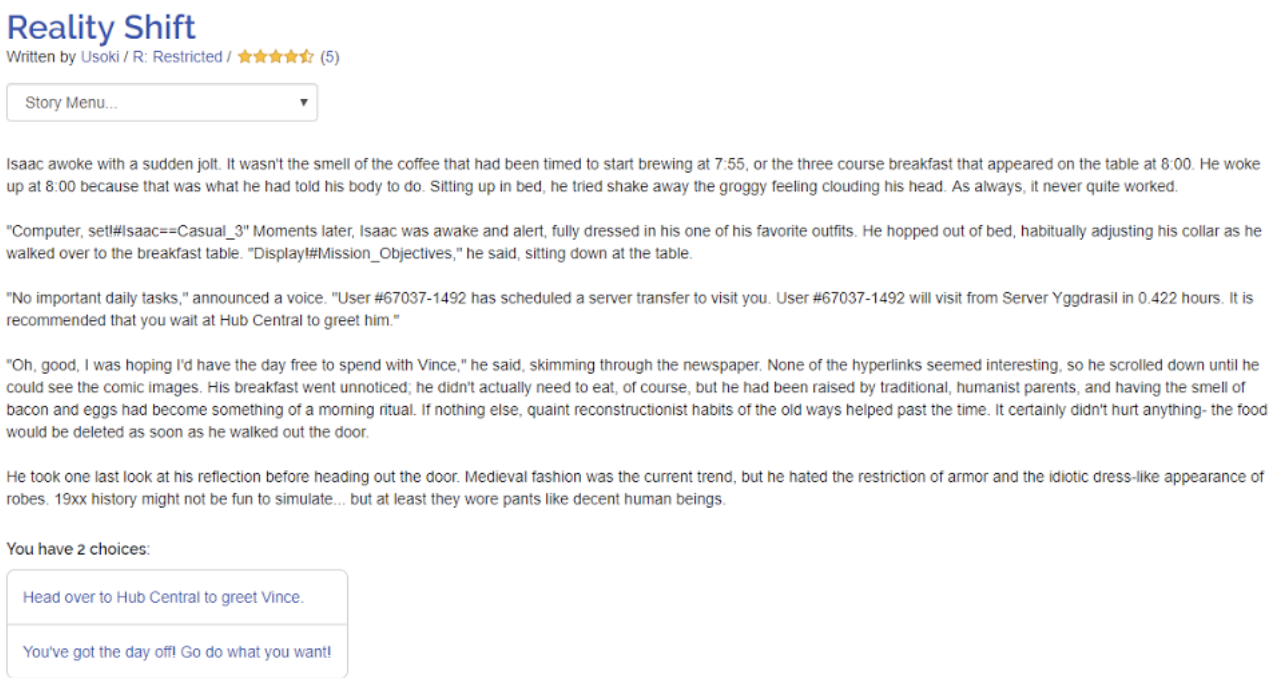 Reality Shift
Written by Usoki / R: Restricted / ★★★★⯪ (5)
Story Menu... ▼
Isaac awoke with a sudden jolt. It wasn't the smell of the coffee that had been timed to start brewing at 7:55, or the three course breakfast that appeared on the table at 8:00. He woke
up at 8:00 because that was what he had told his body to do. Sitting up in bed, he tried shake away the groggy feeling clouding his head. As always, it never quite worked.
"Computer, set!#Isaac==Casual_3" Moments later, Isaac was awake and alert, fully dressed in his one of his favorite outfits. He hopped out of bed, habitually adjusting his collar as he
walked over to the breakfast table. "Display!#Mission_Objectives," he said, sitting down at the table.
"No important daily tasks," announced a voice. "User #67037-1492 has scheduled a server transfer to visit you. User #67037-1492 will visit from Server Yggdrasil in 0.422 hours. It is
recommended that you wait at Hub Central to greet him."
"Oh, good, I was hoping I'd have the day free to spend with Vince," he said, skimming through the newspaper. None of the hyperlinks seemed interesting, so he scrolled down until he
could see the comic images. His breakfast went unnoticed; he didn't actually need to eat, of course, but he had been raised by traditional, humanist parents, and having the smell of
bacon and eggs had become something of a morning ritual. If nothing else, quaint reconstructionist habits of the old ways helped past the time. It certainly didn't hurt anything- the food
would be deleted as soon as he walked out the door.
He took one last look at his reflection before heading out the door. Medieval fashion was the current trend, but he hated the restriction of armor and the idiotic dress-like appearance of
robes. 19xx history might not be fun to simulate... but at least they wore pants like decent human beings.
You have 2 choices:
Head over to Hub Central to greet Vince.
You've got the day off! Go do what you want!